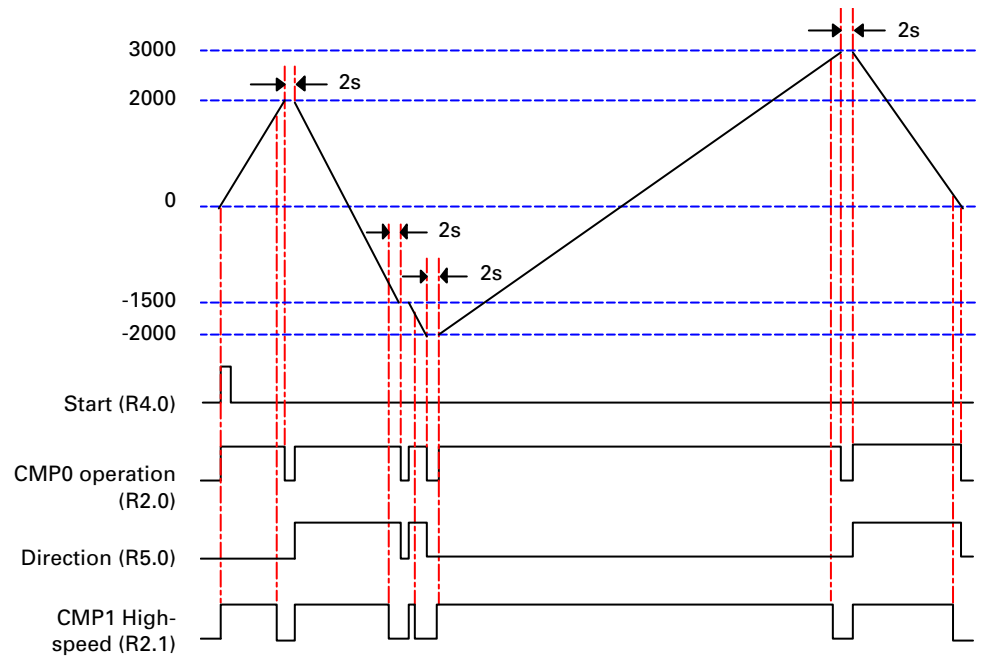 2s
3000
2s
2000
0
2s
2s
-1500
-2000
Start (R4.0)
CMP0 operation
(R2.0)
Direction (R5.0)
CMP1 High-
speed (R2.1)